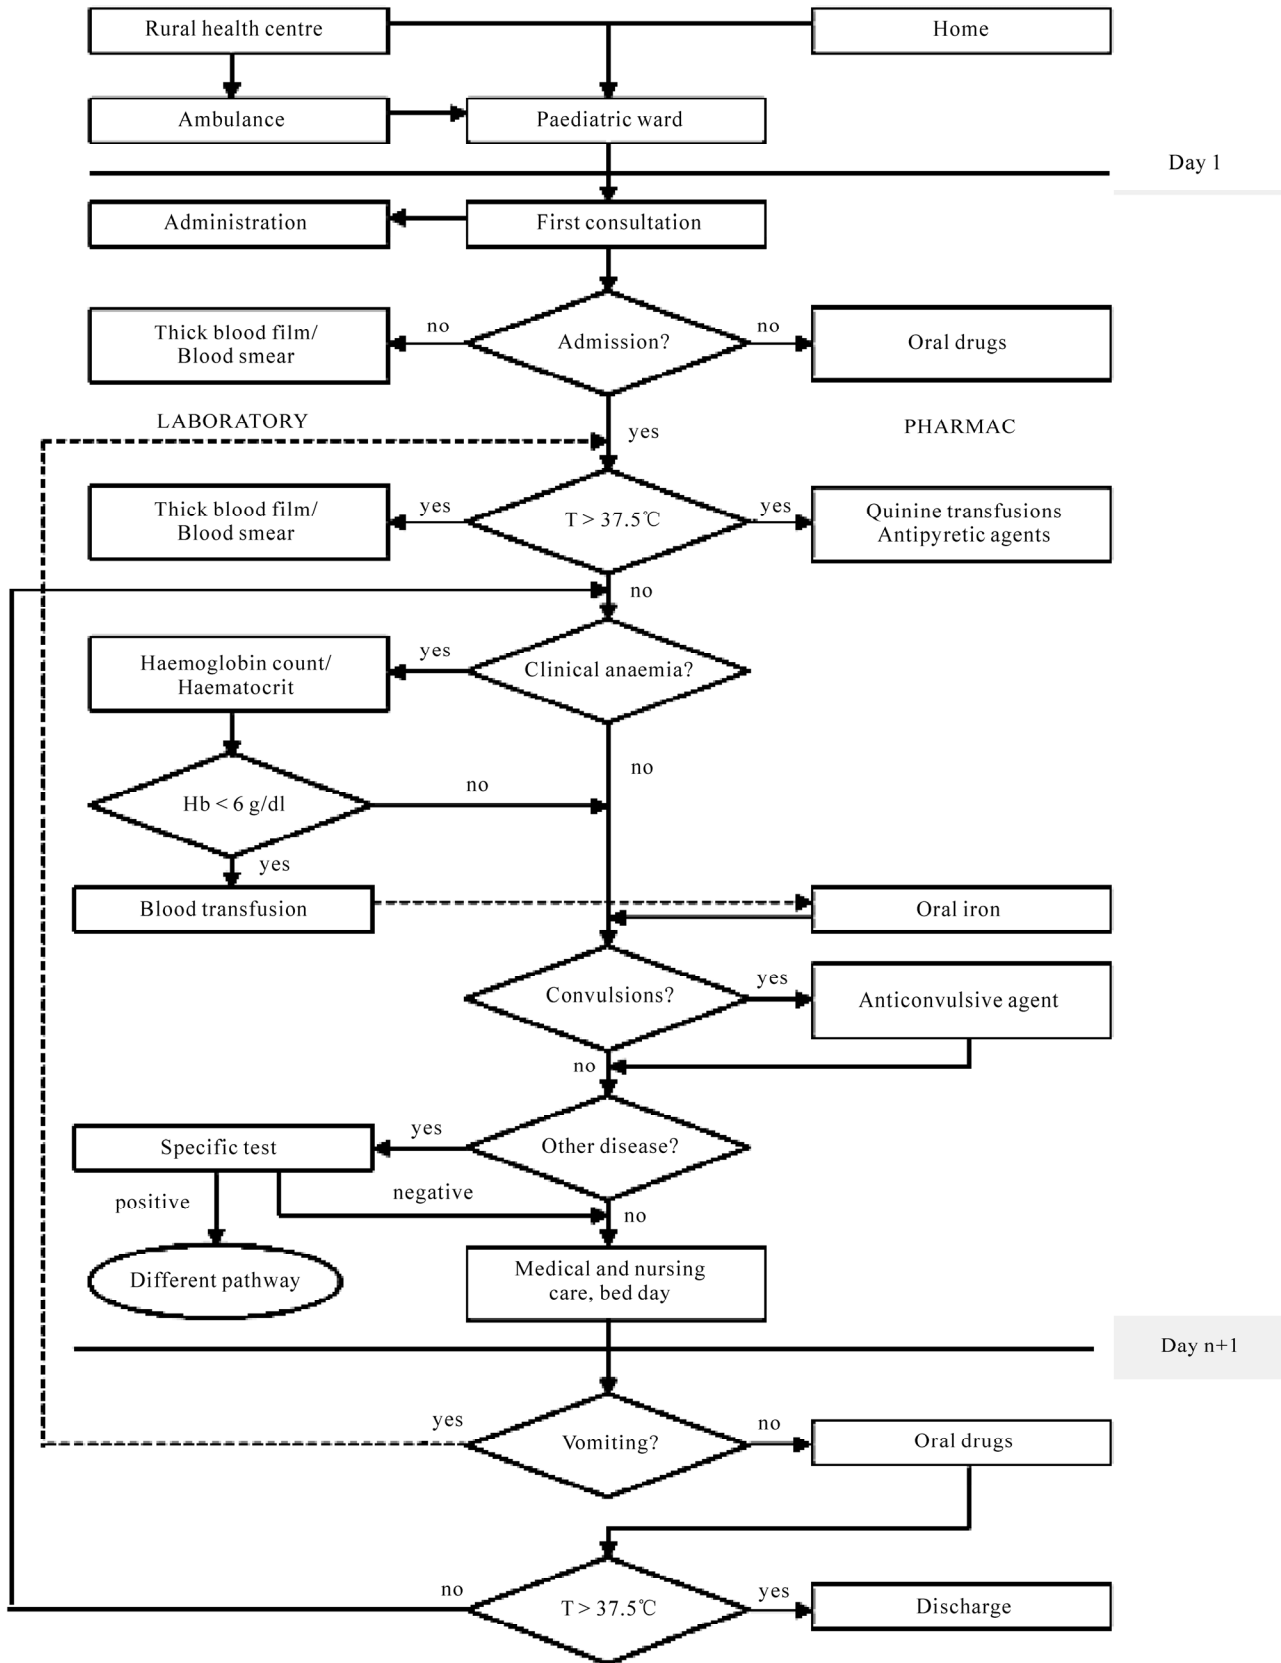 Rural health centre
Home
Ambulance
Paediatric ward
Day 1
Administration
First consultation
Thick blood film/
Blood smear
no
Admission?
no
Oral drugs
LABORATORY
yes
PHARMAC
Thick blood film/
Blood smear
yes
T > 37.5℃
yes
Quinine transfusions
Antipyretic agents
no
Haemoglobin count/
Haematocrit
yes
Clinical anaemia?
no
Hb < 6 g/dl
no
yes
Blood transfusion
Oral iron
Convulsions?
yes
Anticonvulsive agent
no
Specific test
yes
Other disease?
positive
negative
no
Different pathway
Medical and nursing
care, bed day
Day n+1
yes
Vomiting?
no
Oral drugs
no
T > 37.5℃
yes
Discharge